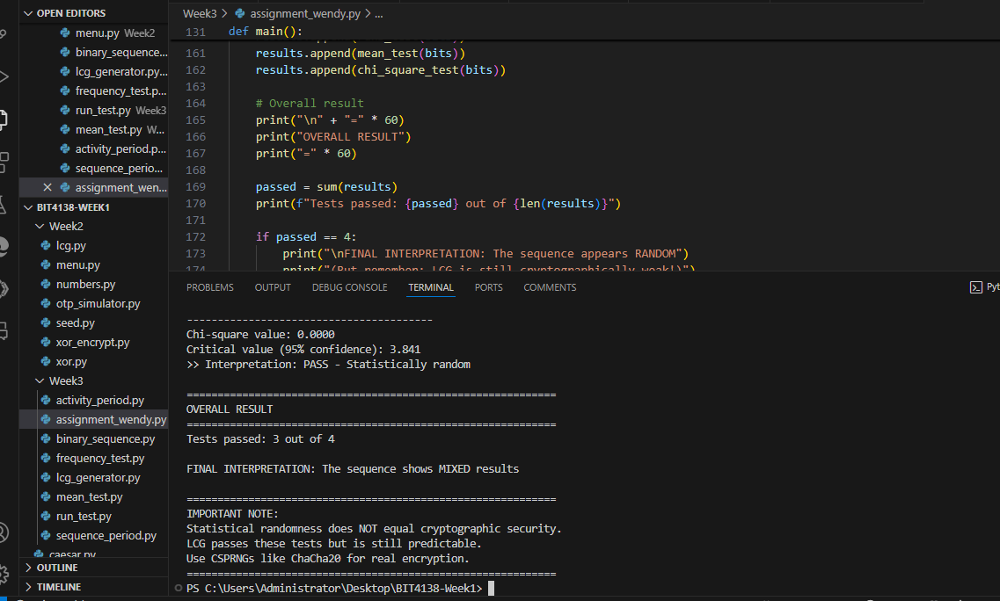 OPEN EDITORS
menu.py Week2
binary_sequence...
lcg_generator.py...
frequency_test.p...
run_test.py Week3
mean_test.py W...
activity_period.p...
sequence_perio...
assignment_wen...
BIT4138-WEEK1
Week2
lcg.py
menu.py
numbers.py
otp_simulator.py
seed.py
xor_encrypt.py
xor.py
Week3
activity_period.py
assignment_wendy.py
binary_sequence.py
frequency_test.py
lcg_generator.py
mean_test.py
run_test.py
sequence_period.py
caesar.py
OUTLINE
TIMELINE
Week3 > assignment_wendy.py > ...
131 def main():
161 results.append(mean_test(bits))
162 results.append(chi_square_test(bits))
163
164 # Overall result
165 print("\n" + "=" * 60)
166 print("OVERALL RESULT")
167 print("=" * 60)
168
169 passed = sum(results)
170 print(f"Tests passed: {passed} out of {len(results)}")
171
172 if passed == 4:
173 print("\nFINAL INTERPRETATION: The sequence appears RANDOM")
174 print("(But remember: LCG is still cryptographically weak!)")
PROBLEMS OUTPUT DEBUG CONSOLE TERMINAL PORTS COMMENTS
Pyt
----------------------------------------
Chi-square value: 0.0000
Critical value (95% confidence): 3.841
>> Interpretation: PASS - Statistically random
============================================================
OVERALL RESULT
============================================================
Tests passed: 3 out of 4
FINAL INTERPRETATION: The sequence shows MIXED results
============================================================
IMPORTANT NOTE:
Statistical randomness does NOT equal cryptographic security.
LCG passes these tests but is still predictable.
Use CSPRNGs like ChaCha20 for real encryption.
============================================================
PS C:\Users\Administrator\Desktop\BIT4138-Week1>